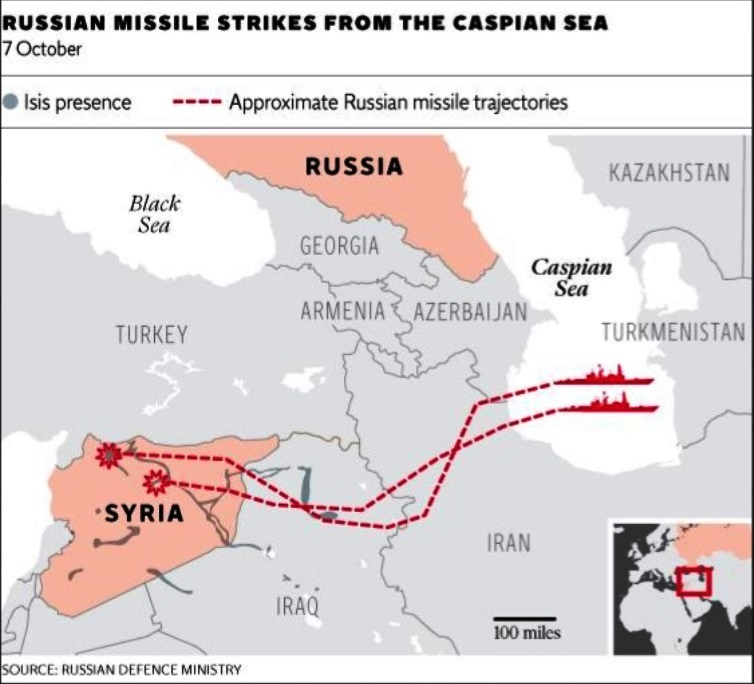 RUSSIAN MISSILE STRIKES FROM THE CASPIAN SEA
7 October
Isis presence
Approximate Russian missile trajectories
RUSSIA
KAZAKHSTAN
Black
Sea
GEORGIA
Caspian
Sea
ARMENIA
AZERBAIJAN
TURKEY
TURKMENISTAN
SYRIA
IRAN
IRAQ
100 miles
SOURCE: RUSSIAN DEFENCE MINISTRY